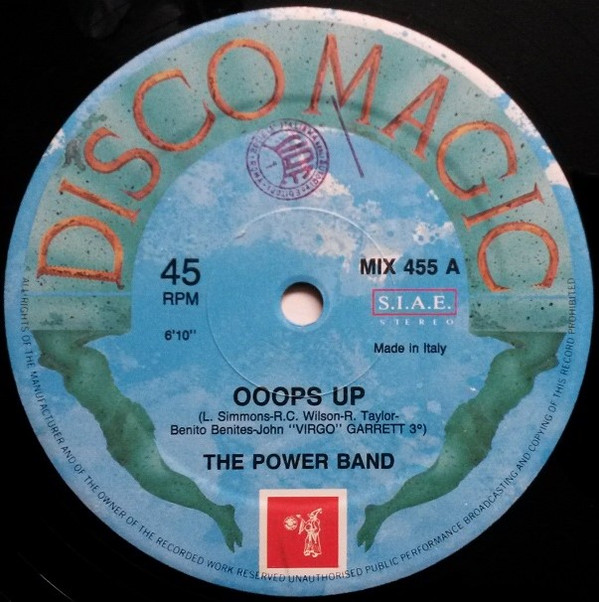 DISCO MAGIC
45
RPM
6'10"
MIX 455 A
S.I.A.E.
STEREO
Made in Italy
OOOPS UP
(L. Simmons-R.C. Wilson-R. Taylor-
Benito Benites-John "VIRGO" GARRETT 3°)
THE POWER BAND
ALL RIGHTS OF THE MANUFACTURER AND OF THE OWNER OF THE RECORDED WORK RESERVED UNAUTHORISED PUBLIC PERFORMANCE BROADCASTING AND COPYING OF THIS RECORD PROHIBITED